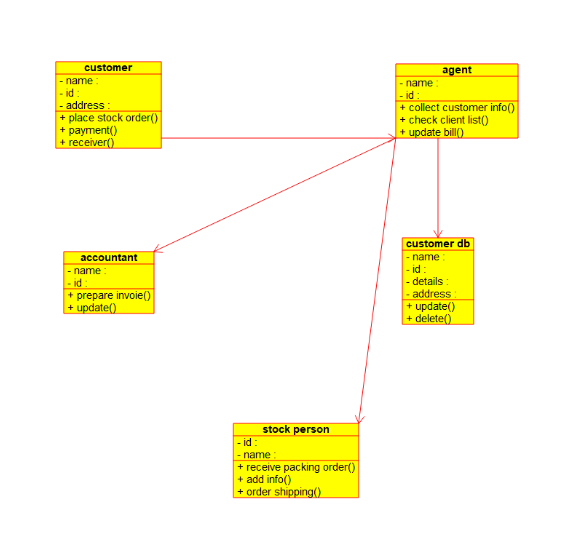 customer
- name :
- id :
- address :
+ place stock order()
+ payment()
+ receiver()
agent
- name :
- id :
+ collect customer info()
+ check client list()
+ update bill()
accountant
- name :
- id :
+ prepare invoie()
+ update()
customer db
- name :
- id :
- details :
- address :
+ update()
+ delete()
stock person
- id :
- name :
+ receive packing order()
+ add info()
+ order shipping()